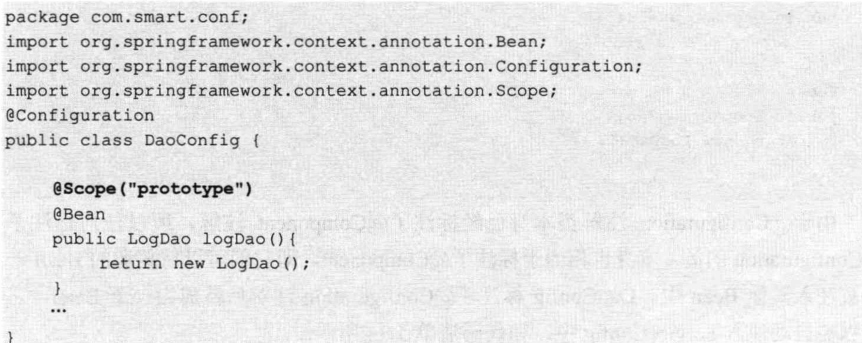 package com.smart.conf;
import org.springframework.context.annotation.Bean;
import org.springframework.context.annotation.Configuration;
import org.springframework.context.annotation.Scope;
@Configuration
public class DaoConfig {
@Scope("prototype")
@Bean
public LogDao logDao(){
return new LogDao();
}
…
}